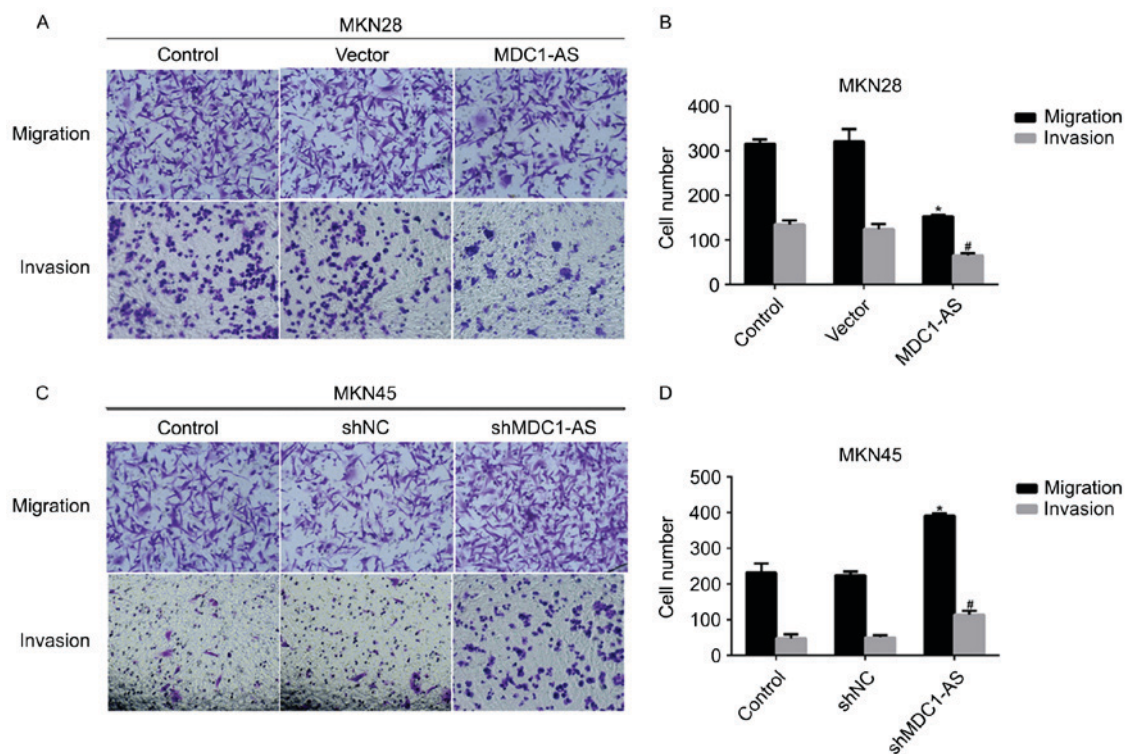 A
MKN28
Control Vector MDC1-AS
Migration
Invasion
B
MKN28
400
300
200
100
0
Cell number
Migration
Invasion
*
#
Control
Vector
MDC1-AS
C
MKN45
Control shNC shMDC1-AS
Migration
Invasion
D
MKN45
500
400
300
200
100
0
Cell number
Migration
Invasion
*
#
Control
shNC
shMDC1-AS